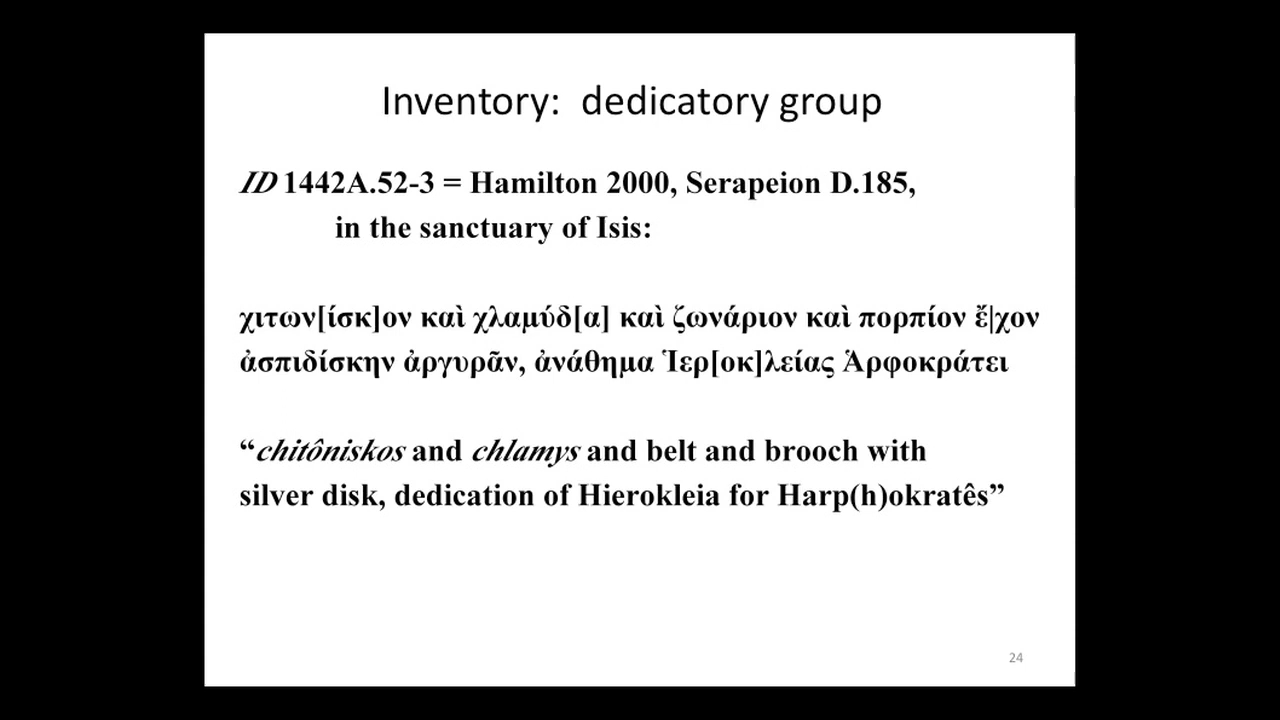 Inventory: dedicatory group
ID 1442A.52-3 = Hamilton 2000, Serapeion D.185,
in the sanctuary of Isis:
χιτων[ίσκ]ον καὶ χλαμύδ[α] καὶ ζωνάριον καὶ πορπίον ἔ|χον
ἀσπιδίσκην ἀργυρᾶν, ἀνάθημα Ἱερ[οκ]λείας Ἁρφοκράτει
“chitôniskos and chlamys and belt and brooch with
silver disk, dedication of Hierokleia for Harp(h)okratês”
24